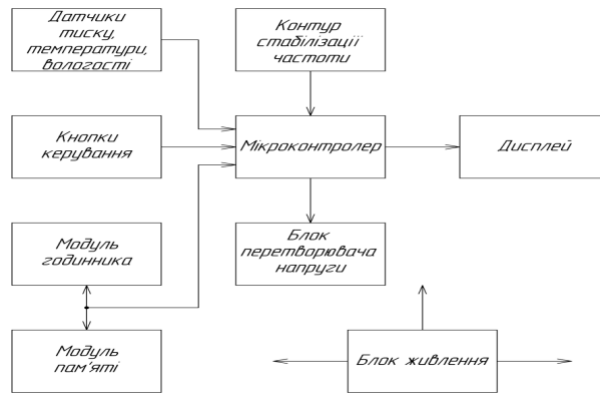 Датчики
тиску,
температури,
вологості
Контур
стабілізації
частоти
Кнопки
керування
Мікроконтролер
Дисплей
Модуль
годинника
Блок
перетворювача
напруги
Модуль
пам'яті
Блок живлення